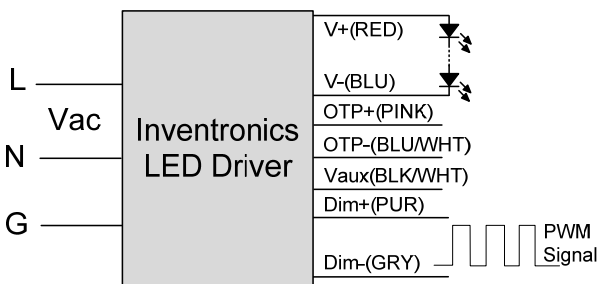 V+(RED)
L
V-(BLU)
OTP+(PINK)
Vac
Inventronics
LED Driver
OTP-(BLU/WHT)
N
Vaux(BLK/WHT)
Dim+(PUR)
G
PWM
Signal
Dim-(GRY)